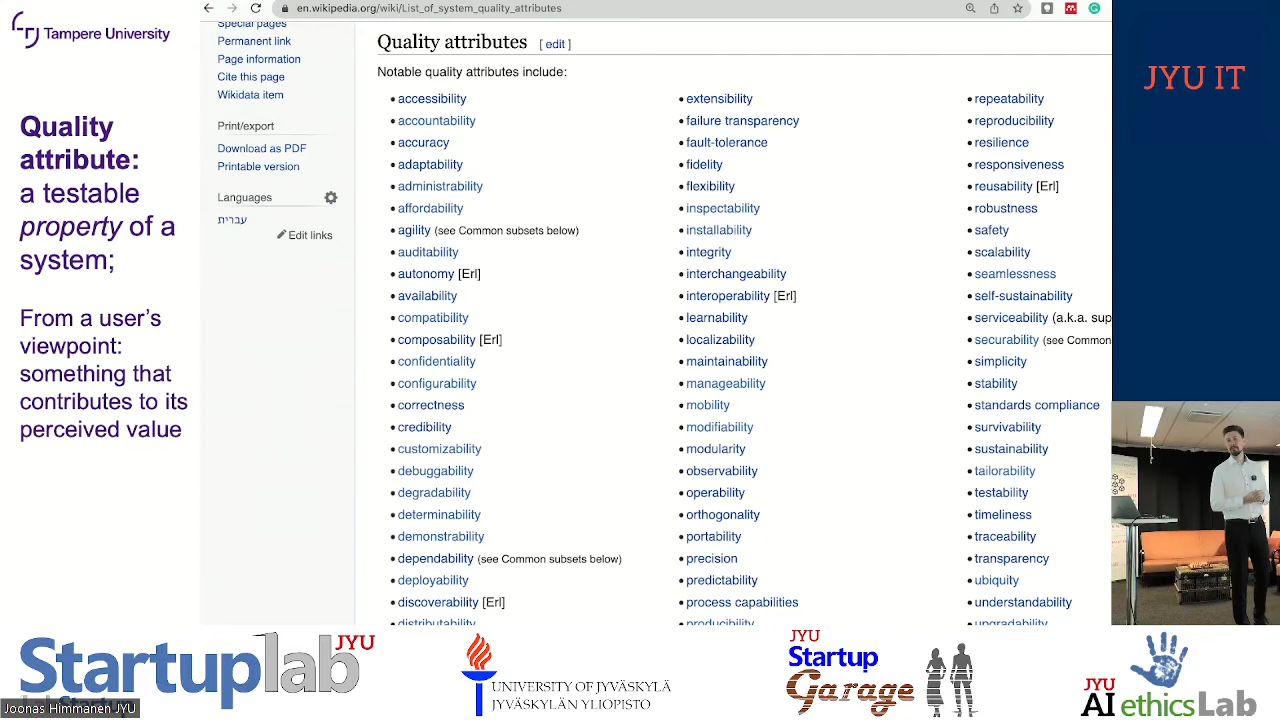 Tampere University
Quality
attribute:
a testable
property of a
system;
From a user's
viewpoint:
something that
contributes to its
perceived value
en.wikipedia.org/wiki/List_of_system_quality_attributes
Special pages
Permanent link
Page information
Cite this page
Wikidata item
Print/export
Download as PDF
Printable version
Languages
עברית
Edit links
Quality attributes [ edit ]
Notable quality attributes include:
• accessibility
• accountability
• accuracy
• adaptability
• administrability
• affordability
• agility (see Common subsets below)
• auditability
• autonomy [Erl]
• availability
• compatibility
• composability [Erl]
• confidentiality
• configurability
• correctness
• credibility
• customizability
• debuggability
• degradability
• determinability
• demonstrability
• dependability (see Common subsets below)
• deployability
• discoverability [Erl]
• distributability
• extensibility
• failure transparency
• fault-tolerance
• fidelity
• flexibility
• inspectability
• installability
• integrity
• interchangeability
• interoperability [Erl]
• learnability
• localizability
• maintainability
• manageability
• mobility
• modifiability
• modularity
• observability
• operability
• orthogonality
• portability
• precision
• predictability
• process capabilities
• producibility
• repeatability
• reproducibility
• resilience
• responsiveness
• reusability [Erl]
• robustness
• safety
• scalability
• seamlessness
• self-sustainability
• serviceability (a.k.a. sup
• securability (see Common
• simplicity
• stability
• standards compliance
• survivability
• sustainability
• tailorability
• testability
• timeliness
• traceability
• transparency
• ubiquity
• understandability
• upgradability
JYU IT
Startuplab JYU
Joonas Himmanen JYU
UNIVERSITY OF JYVÄSKYLÄ
JYVÄSKYLÄN YLIOPISTO
JYU
Startup
Garage
JYU
AI ethicsLab